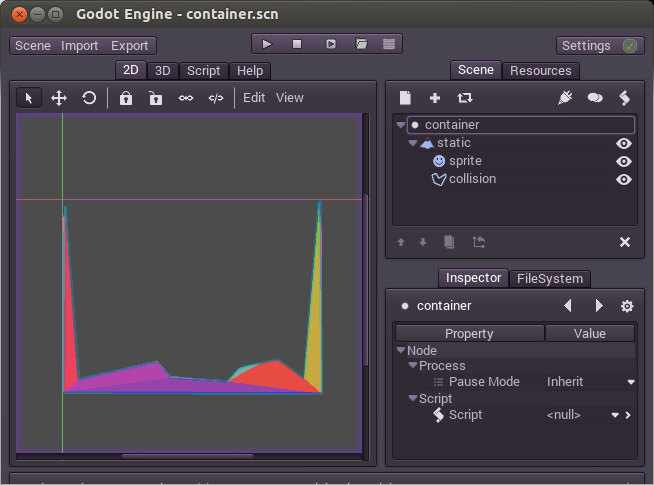 Godot Engine - container.scn
Scene Import Export
Settings
2D 3D Script Help
Scene Resources
Edit View
container
static
sprite
collision
Inspector FileSystem
container
Property Value
Node
Process
Pause Mode Inherit
Script
Script <null>